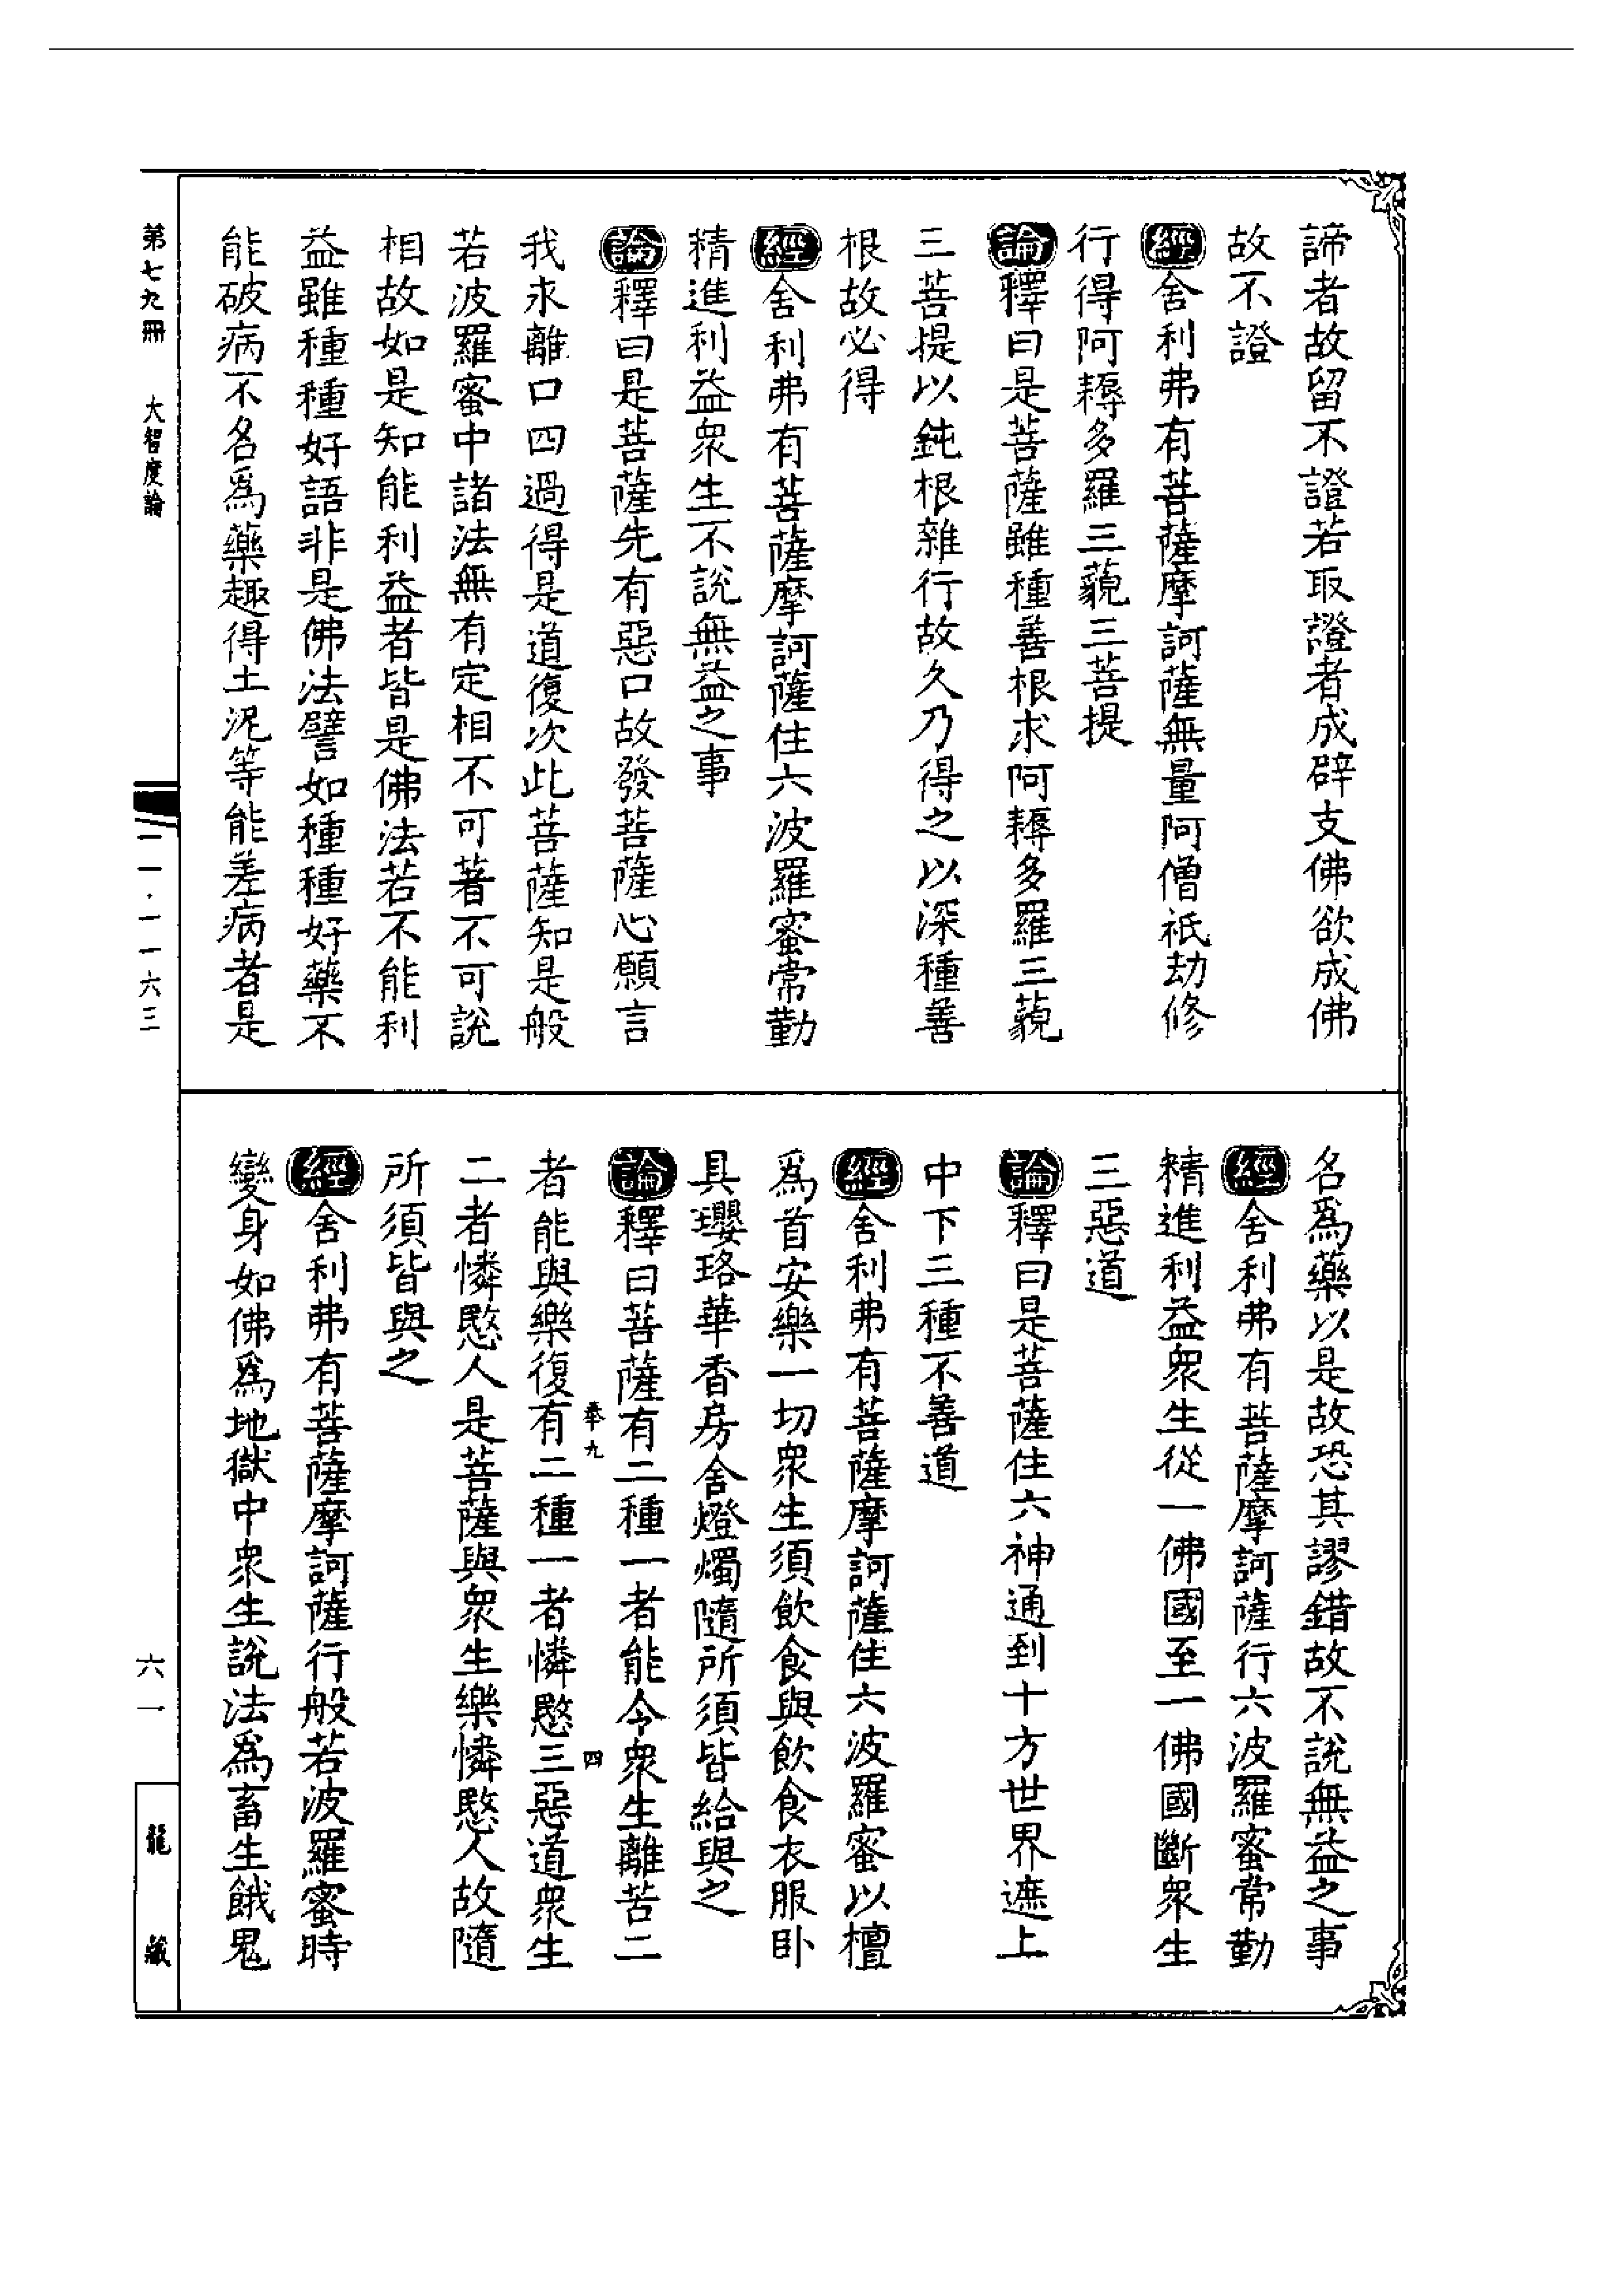 諦者故留不證若取證者成辟支佛欲成佛
故不證
經舍利弗有菩薩摩訶薩無量阿僧祇劫修
行得阿耨多羅三藐三菩提
論釋曰是菩薩雖種善根求阿耨多羅三藐
三菩提以鈍根雜行故久乃得之以深種善
根故必得
經舍利弗有菩薩摩訶薩住六波羅蜜常勤
精進利益眾生不說無益之事
論釋曰是菩薩先有惡口故發菩薩心願言
我永離口四過得是道復次此菩薩知是般
若波羅蜜中諸法無有定相不可著不可說
相故如是知能利益者皆是佛法若不能利
益雖種種好語非是佛法譬如種種好藥不
能破病不名為藥趣得土泥等能差病者是
名為藥以是故恐其謬錯故不說無益之事
經舍利弗有菩薩摩訶薩行六波羅蜜常勤
精進利益眾生從一佛國至一佛國斷眾生
三惡道
論釋曰是菩薩住六神通到十方世界遮上
中下三種不善道
經舍利弗有菩薩摩訶薩住六波羅蜜以檀
為首安樂一切眾生須飲食與飲食衣服臥
具瓔珞華香房舍燈燭隨所須皆給與之
論釋曰菩薩有二種一者能令眾生離苦二
奉九 四
者能與樂復有二種一者憐愍三惡道眾生
二者憐愍人是菩薩與眾生樂憐愍人故隨
所須皆與之
經舍利弗有菩薩摩訶薩行般若波羅蜜時
變身如佛為地獄中眾生說法為畜生餓鬼
第七九冊 大智度論
一一·一一六三
六一
龍藏